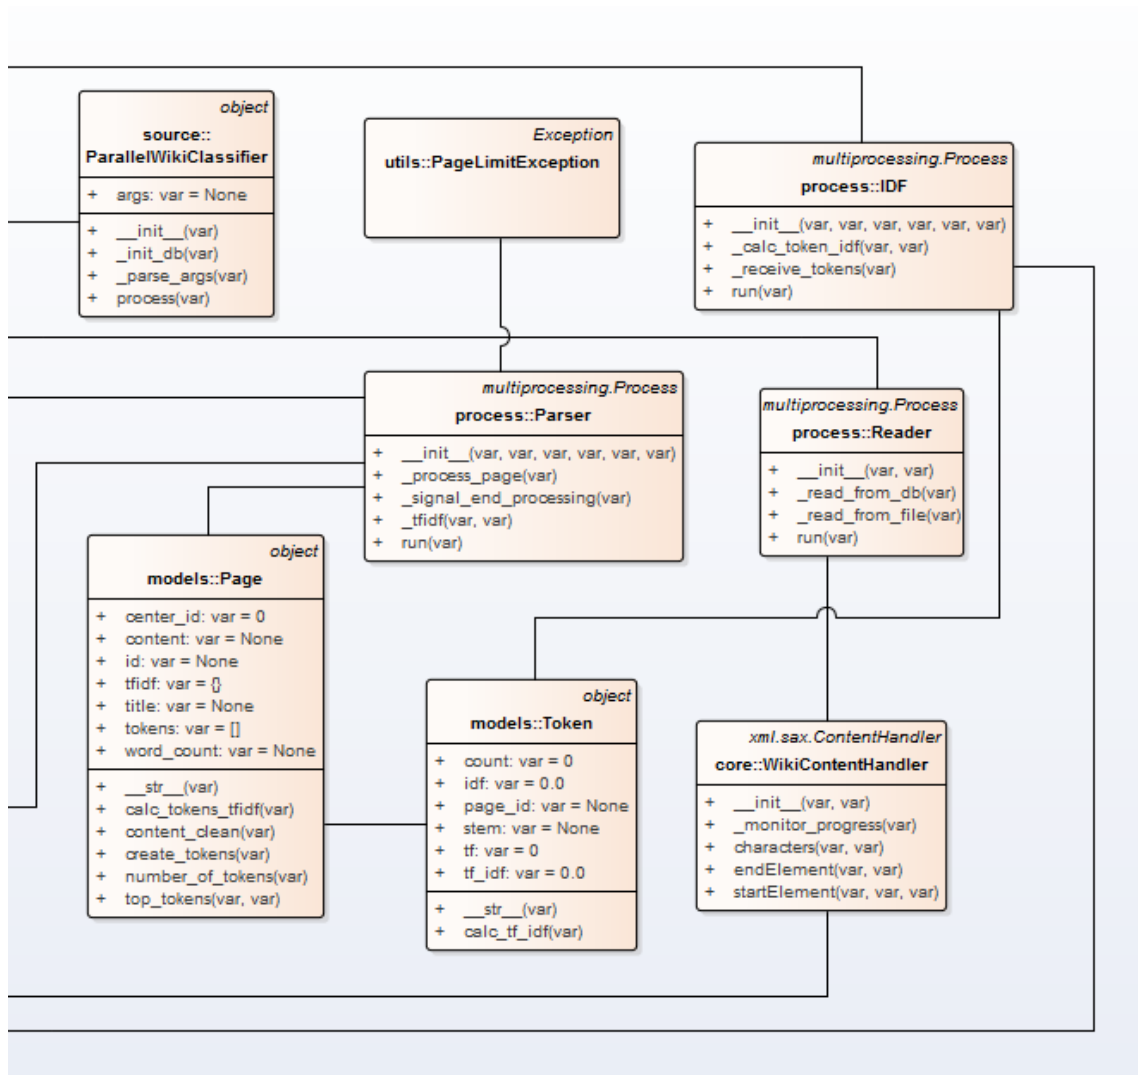 object
source::
ParallelWikiClassifier
+ args: var = None
+ __init__(var)
+ _init_db(var)
+ _parse_args(var)
+ process(var)
Exception
utils::PageLimitException
multiprocessing.Process
process::IDF
+ __init__(var, var, var, var, var, var)
+ _calc_token_idf(var, var)
+ _receive_tokens(var)
+ run(var)
multiprocessing.Process
process::Parser
+ __init__(var, var, var, var, var, var)
+ _process_page(var)
+ _signal_end_processing(var)
+ _tfidf(var, var)
+ run(var)
multiprocessing.Process
process::Reader
+ __init__(var, var)
+ _read_from_db(var)
+ _read_from_file(var)
+ run(var)
object
models::Page
+ center_id: var = 0
+ content: var = None
+ id: var = None
+ tfidf: var = {}
+ title: var = None
+ tokens: var = []
+ word_count: var = None
+ __str__(var)
+ calc_tokens_tfidf(var)
+ content_clean(var)
+ create_tokens(var)
+ number_of_tokens(var)
+ top_tokens(var, var)
object
models::Token
+ count: var = 0
+ idf: var = 0.0
+ page_id: var = None
+ stem: var = None
+ tf: var = 0
+ tf_idf: var = 0.0
+ __str__(var)
+ calc_tf_idf(var)
xml.sax.ContentHandler
core::WikiContentHandler
+ __init__(var, var)
+ _monitor_progress(var)
+ characters(var, var)
+ endElement(var, var)
+ startElement(var, var, var)